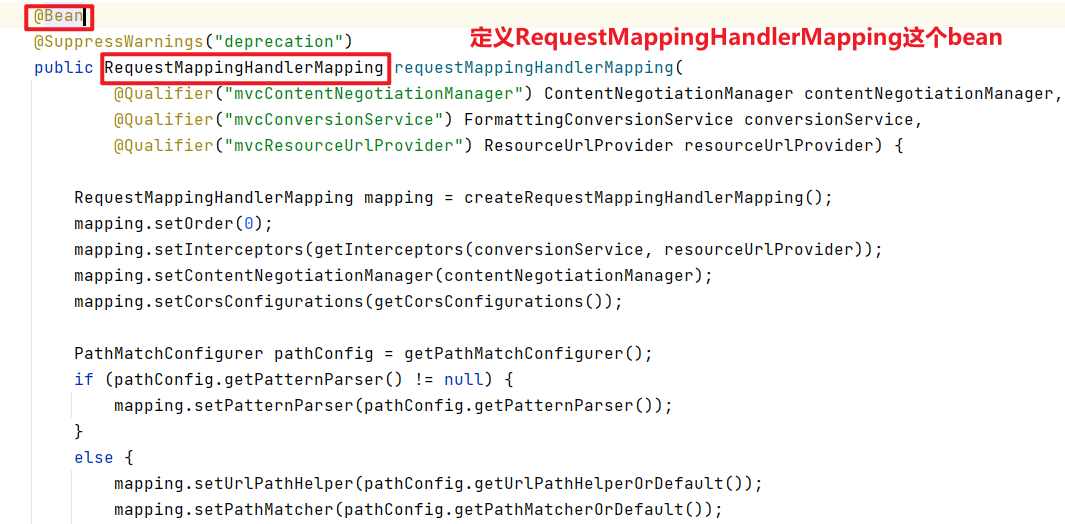 @Bean
@SuppressWarnings("deprecation")
定义RequestMappingHandlerMapping这个bean
public RequestMappingHandlerMapping requestMappingHandlerMapping(
@Qualifier("mvcContentNegotiationManager") ContentNegotiationManager contentNegotiationManager,
@Qualifier("mvcConversionService") FormattingConversionService conversionService,
@Qualifier("mvcResourceUrlProvider") ResourceUrlProvider resourceUrlProvider) {
RequestMappingHandlerMapping mapping = createRequestMappingHandlerMapping();
mapping.setOrder(0);
mapping.setInterceptors(getInterceptors(conversionService, resourceUrlProvider));
mapping.setContentNegotiationManager(contentNegotiationManager);
mapping.setCorsConfigurations(getCorsConfigurations());
PathMatchConfigurer pathConfig = getPathMatchConfigurer();
if (pathConfig.getPatternParser() != null) {
mapping.setPatternParser(pathConfig.getPatternParser());
}
else {
mapping.setUrlPathHelper(pathConfig.getUrlPathHelperOrDefault());
mapping.setPathMatcher(pathConfig.getPathMatcherOrDefault());